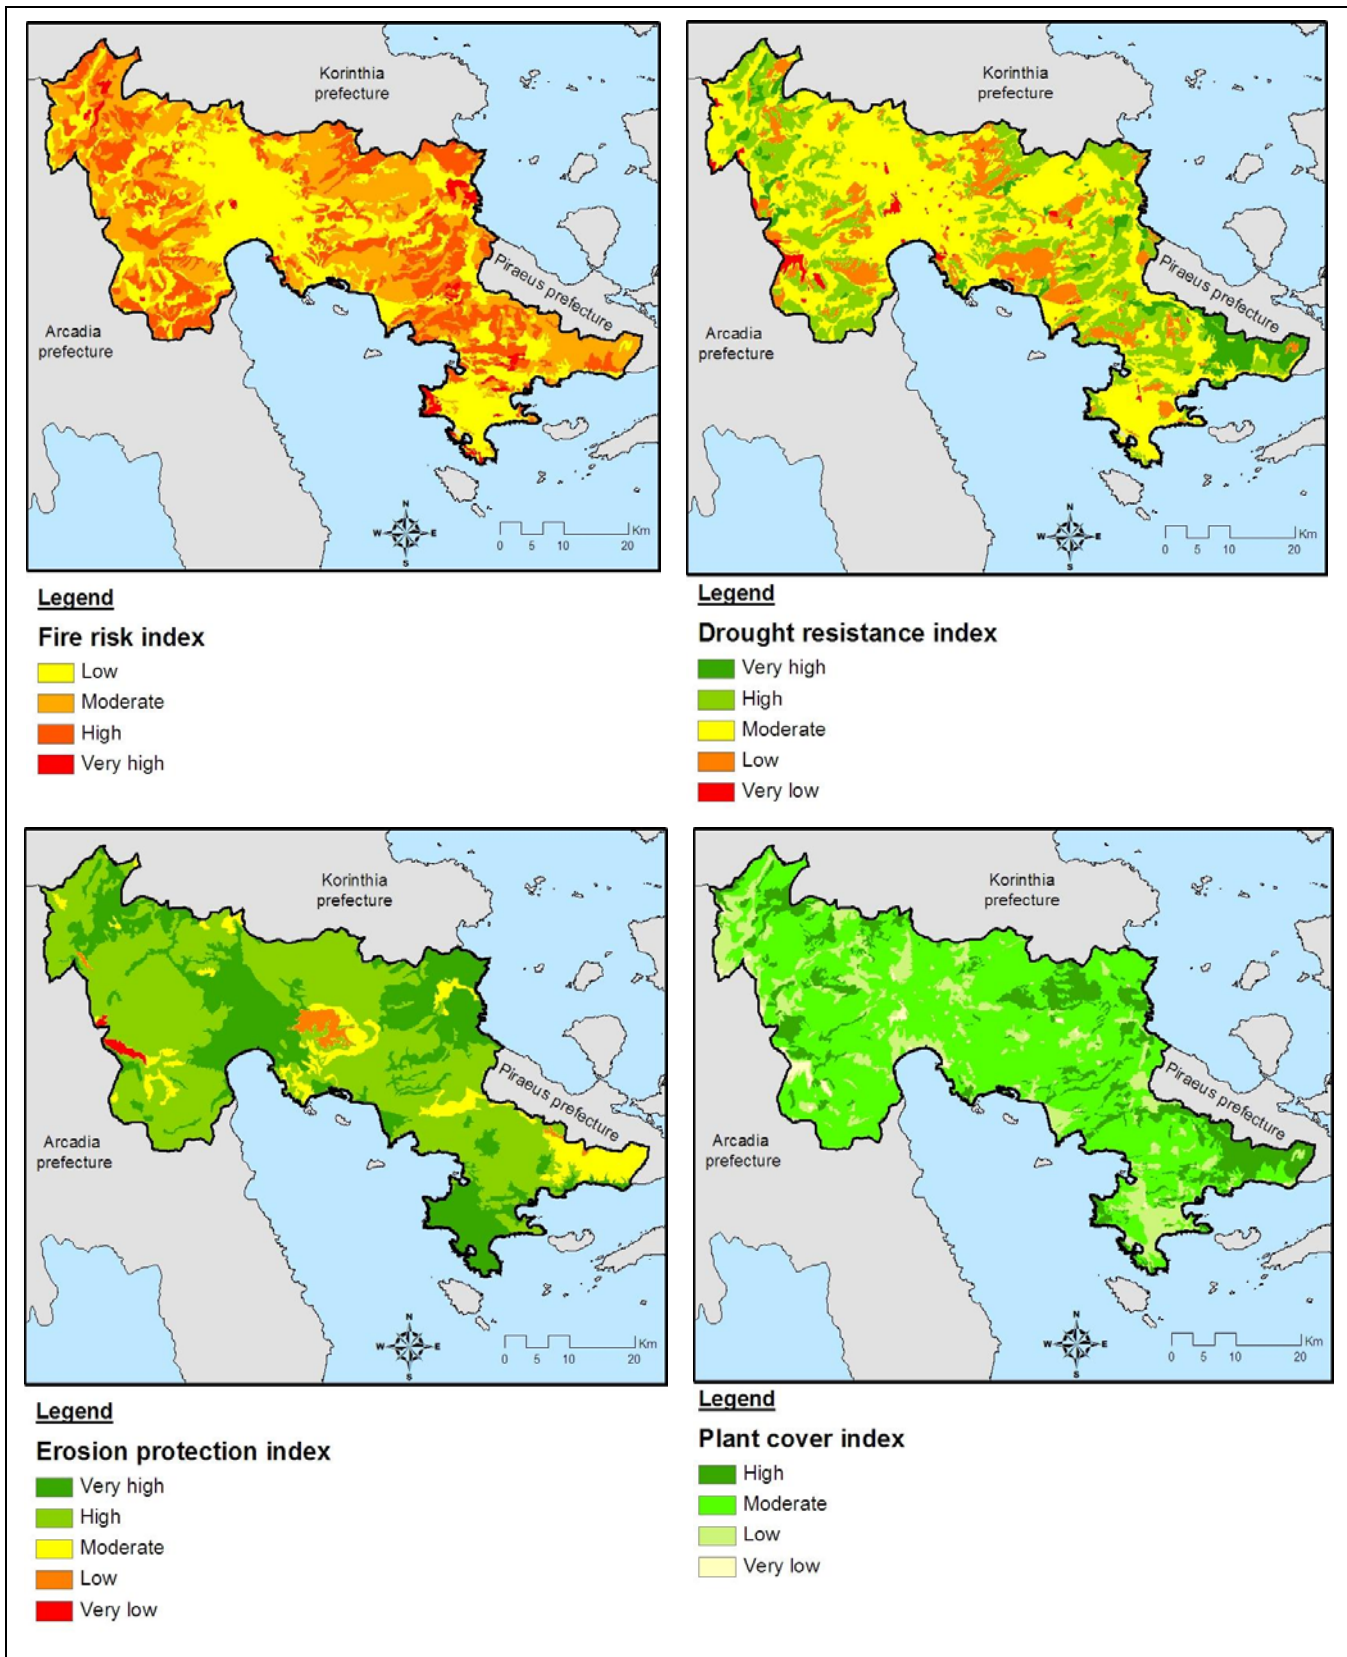 Korinthia
prefecture
Piraeus prefecture
Arcadia
prefecture
N
W
E
S
Km
0 5 10 20
Legend
Fire risk index
Low
Moderate
High
Very high
Korinthia
prefecture
Piraeus prefecture
Arcadia
prefecture
N
W
E
S
Km
0 5 10 20
Legend
Drought resistance index
Very high
High
Moderate
Low
Very low
Korinthia
prefecture
Piraeus prefecture
Arcadia
prefecture
N
W
E
S
Km
0 5 10 20
Legend
Erosion protection index
Very high
High
Moderate
Low
Very low
Korinthia
prefecture
Piraeus prefecture
Arcadia
prefecture
N
W
E
S
Km
0 5 10 20
Legend
Plant cover index
High
Moderate
Low
Very low